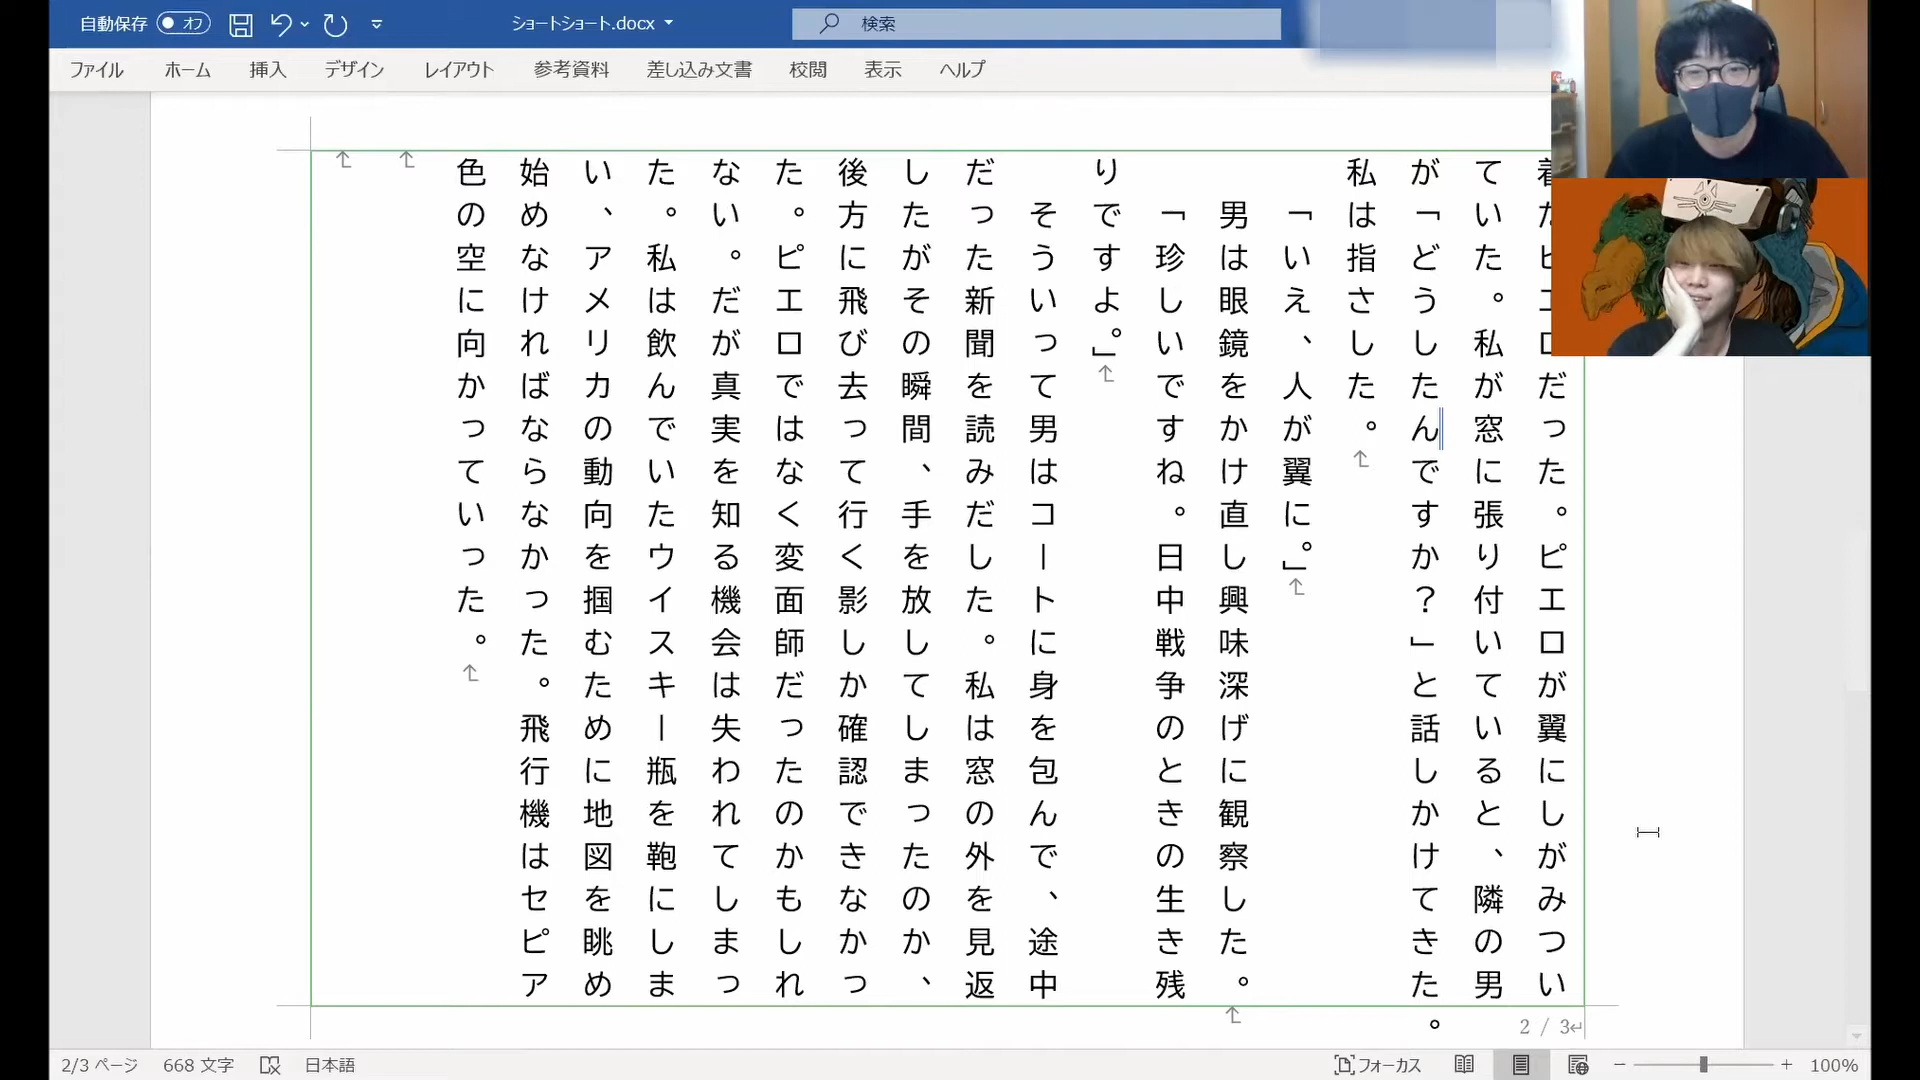 自動保存 オフ
ショートショート.docx
検索
ファイル ホーム 挿入 デザイン レイアウト 参考資料 差し込み文書 校閲 表示 ヘルプ
ピエロだった。ピエロが翼にしがみつい
ていた。私が窓に張り付いていると、隣の男
が「どうしたんですか?」と話しかけてきた。
私は指さした。
「いえ、人が翼に。」
男は眼鏡をかけ直し興味深げに観察した。
「珍しいですね。日中戦争のときの生き残
りですよ。」
そういって男はコートに身を包んで、途中
だった新聞を読みだした。私は窓の外を見返
したがその瞬間、手を放してしまったのか、
後方に飛び去って行く影しか確認できなかっ
た。ピエロではなく変面師だったのかもしれ
ない。だが真実を知る機会は失われてしまっ
た。私は飲んでいたウイスキー瓶を鞄にしま
い、アメリカの動向を掴むために地図を眺め
始めなければならなかった。飛行機はセピア
色の空に向かっていった。
2 / 3
2/3 ページ 668 文字 日本語 フォーカス 100%